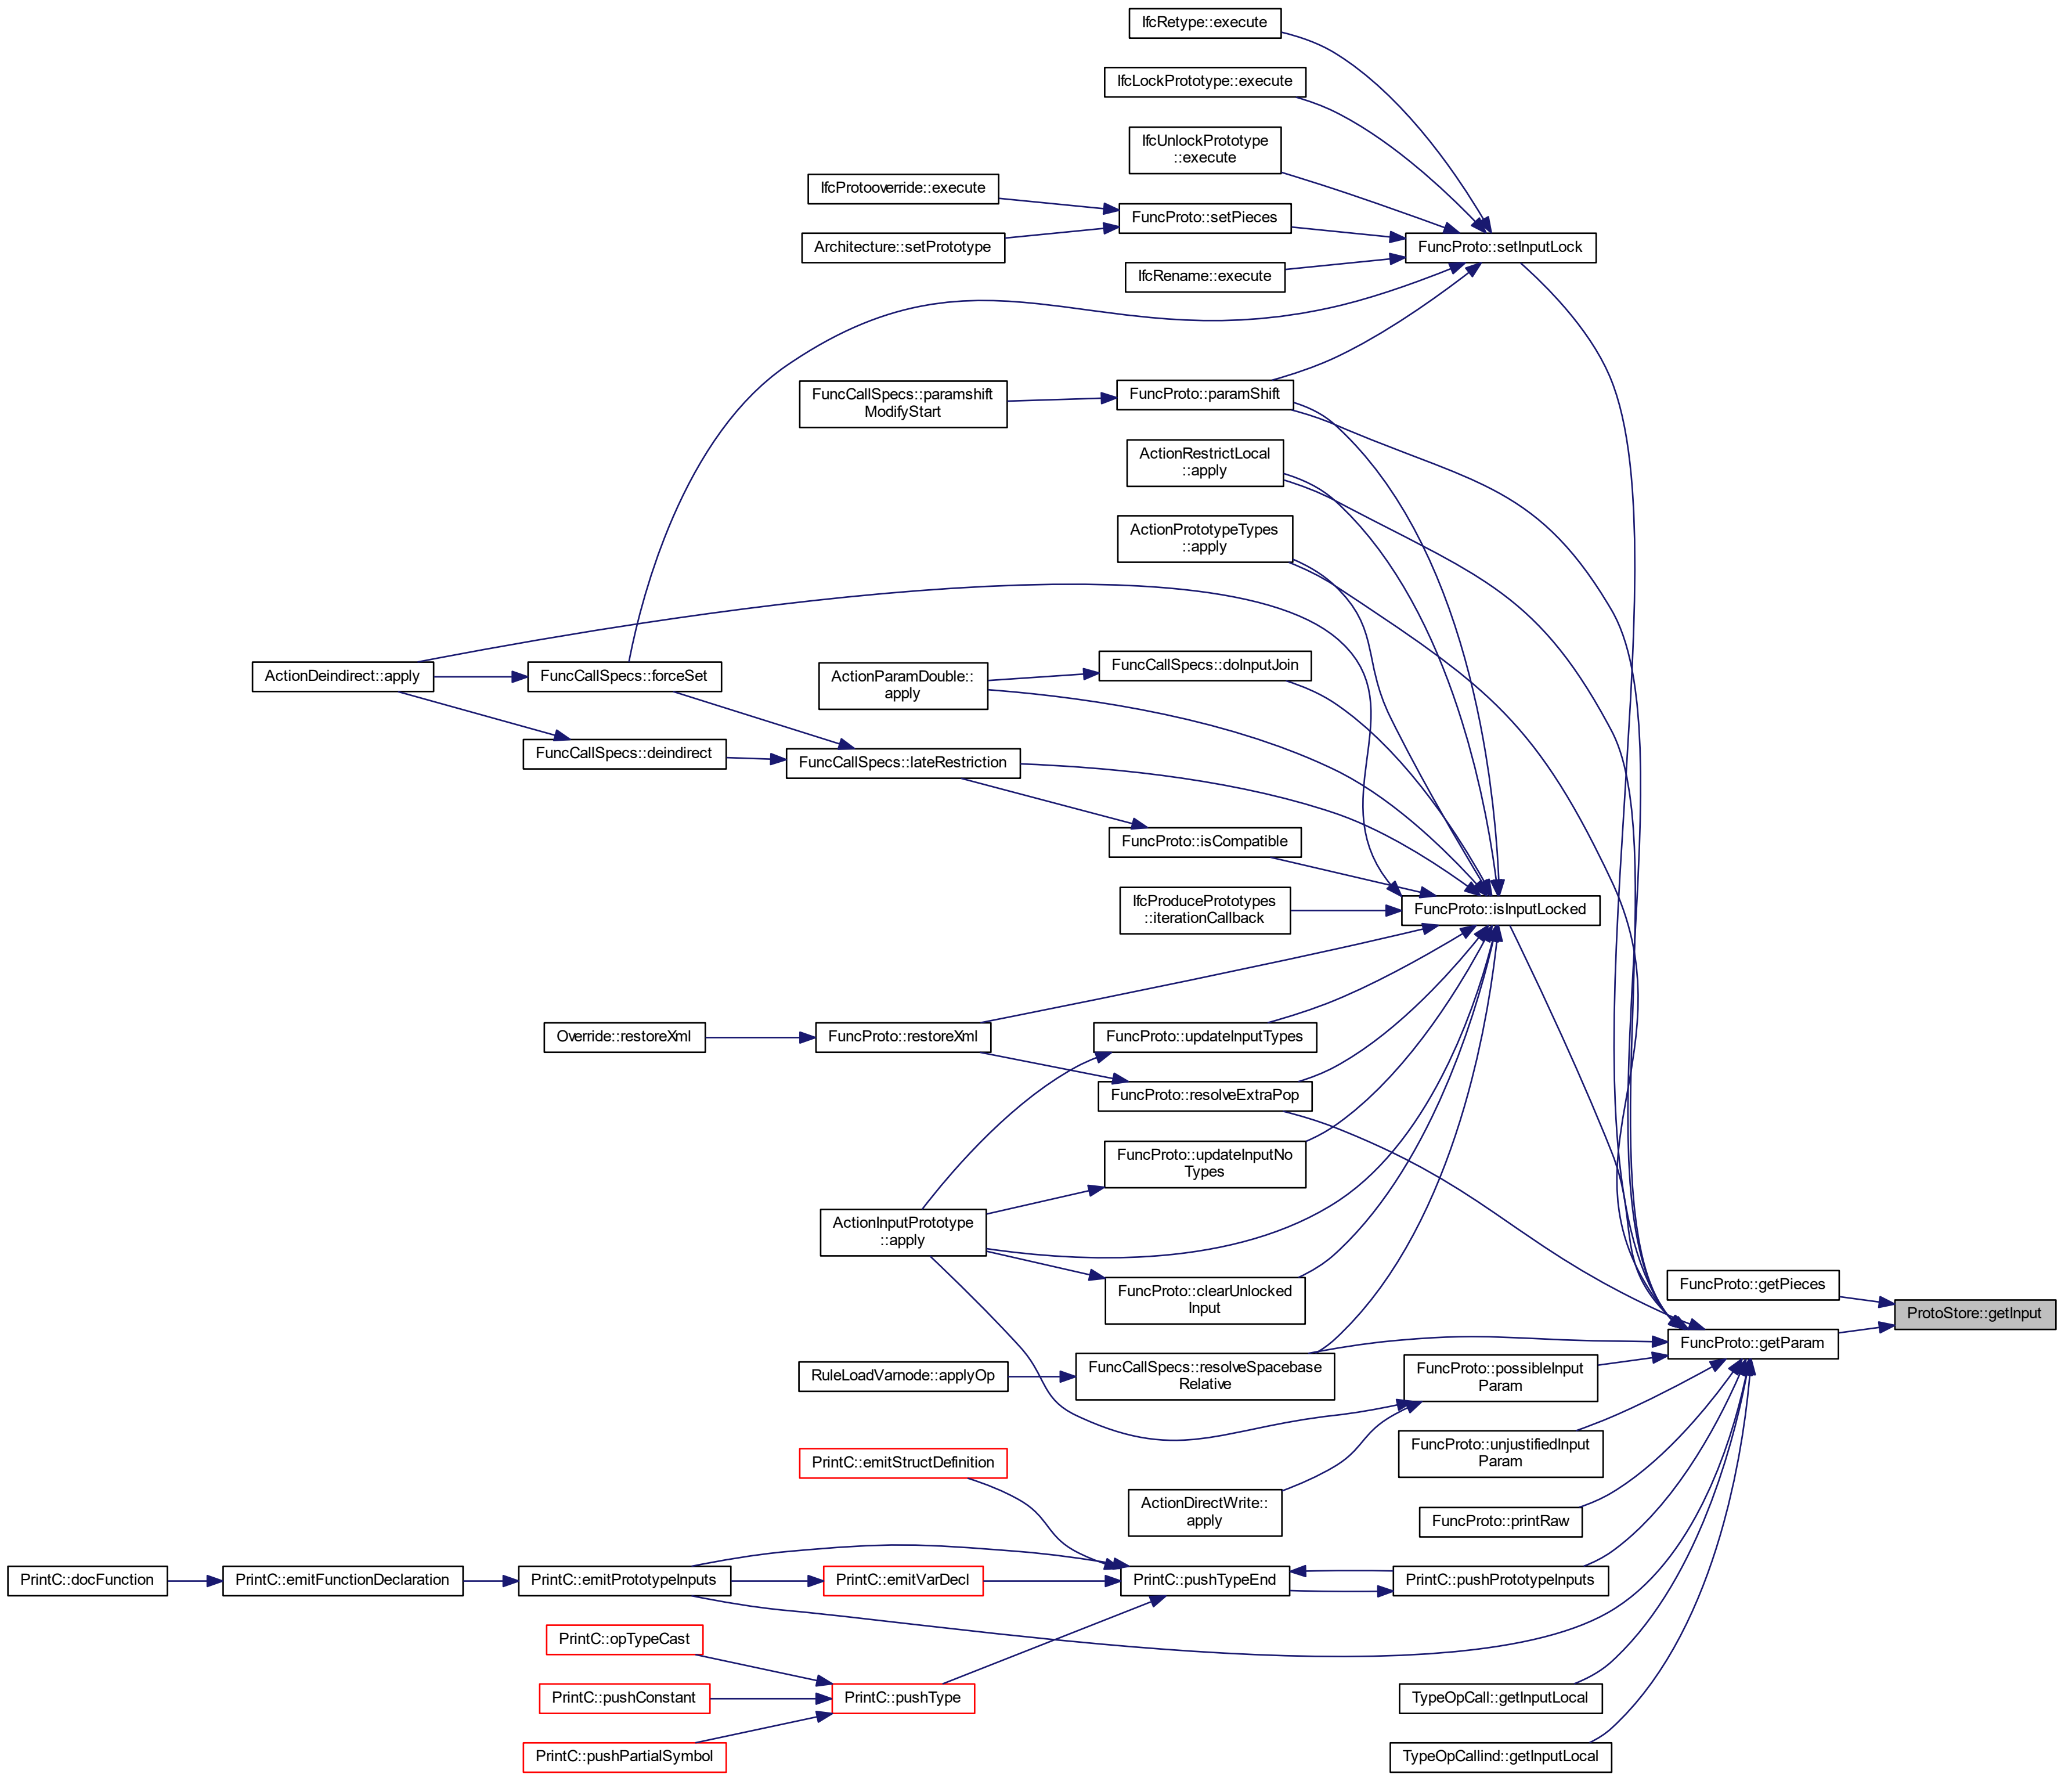 IfcRetype::execute
IfcLockPrototype::execute
IfcUnlockPrototype
::execute
IfcProtooverride::execute
FuncProto::setPieces
Architecture::setPrototype
FuncProto::setInputLock
IfcRename::execute
FuncCallSpecs::paramshift
ModifyStart
FuncProto::paramShift
ActionRestrictLocal
::apply
ActionPrototypeTypes
::apply
ActionDeindirect::apply
FuncCallSpecs::forceSet
ActionParamDouble::
apply
FuncCallSpecs::doInputJoin
FuncCallSpecs::deindirect
FuncCallSpecs::lateRestriction
FuncProto::isCompatible
IfcProducePrototypes
::iterationCallback
FuncProto::isInputLocked
Override::restoreXml
FuncProto::restoreXml
FuncProto::updateInputTypes
FuncProto::resolveExtraPop
FuncProto::updateInputNo
Types
ActionInputPrototype
::apply
FuncProto::clearUnlocked
Input
FuncProto::getPieces
ProtoStore::getInput
FuncProto::getParam
RuleLoadVarnode::applyOp
FuncCallSpecs::resolveSpacebase
Relative
FuncProto::possibleInput
Param
FuncProto::unjustifiedInput
Param
PrintC::emitStructDefinition
ActionDirectWrite::
apply
FuncProto::printRaw
PrintC::docFunction
PrintC::emitFunctionDeclaration
PrintC::emitPrototypeInputs
PrintC::emitVarDecl
PrintC::pushTypeEnd
PrintC::pushPrototypeInputs
PrintC::opTypeCast
PrintC::pushConstant
PrintC::pushType
PrintC::pushPartialSymbol
TypeOpCall::getInputLocal
TypeOpCallind::getInputLocal